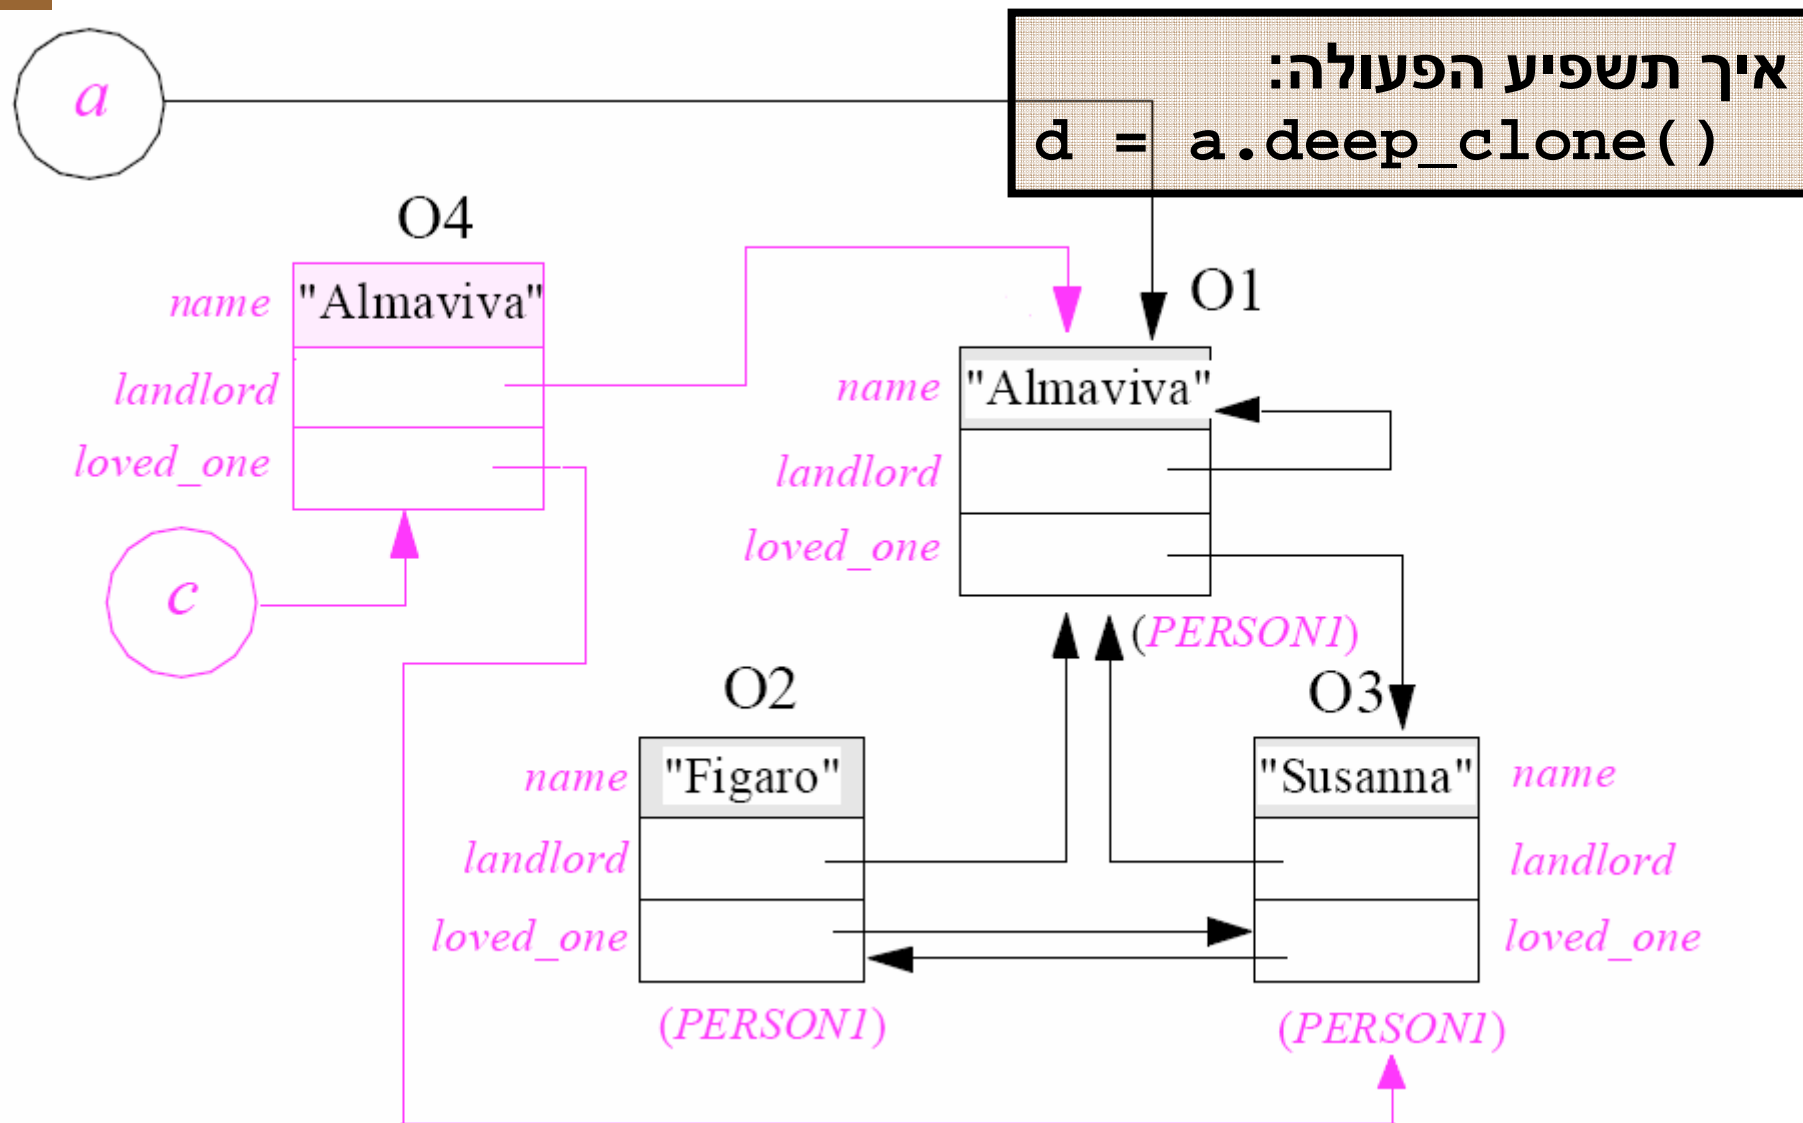 a
איך תשפיע הפעולה:
d = a.deep_clone()
O4
name "Almaviva"
landlord
loved_one
c
O1
name "Almaviva"
landlord
loved_one
(PERSON1)
O2
name "Figaro"
landlord
loved_one
(PERSON1)
O3
"Susanna" name
landlord
loved_one
(PERSON1)